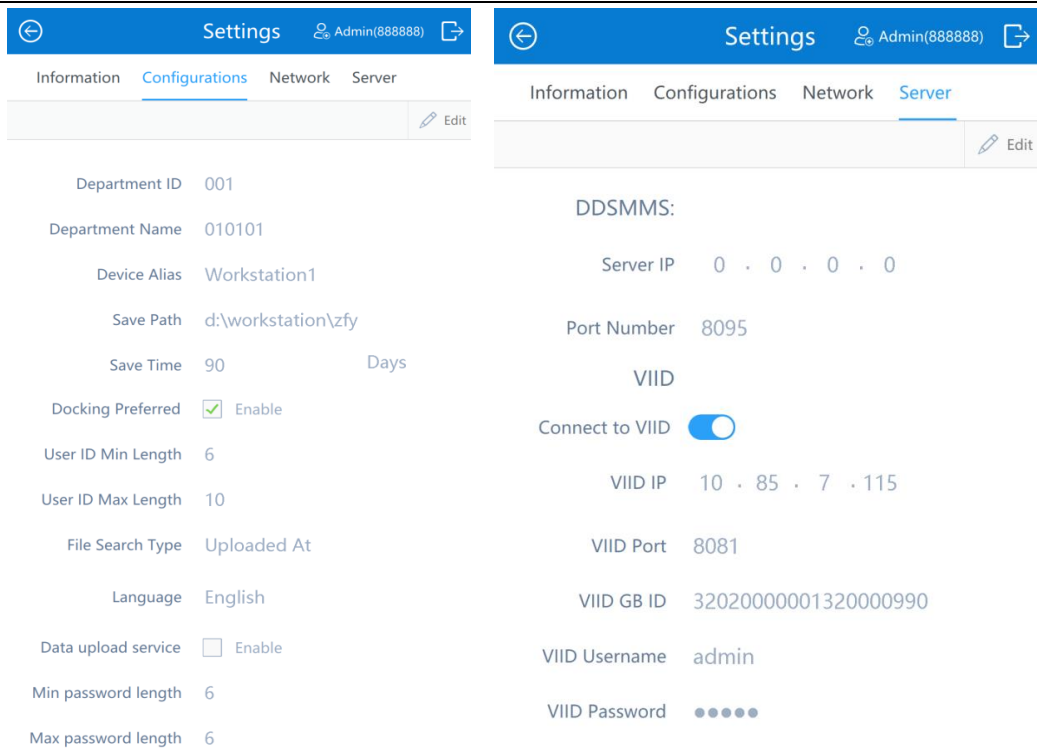 Settings
Admin(888888)
Information Configurations Network Server
Edit
Department ID 001
Department Name 010101
Device Alias Workstation1
Save Path d:\workstation\zfy
Save Time 90 Days
Docking Preferred Enable
User ID Min Length 6
User ID Max Length 10
File Search Type Uploaded At
Language English
Data upload service Enable
Min password length 6
Max password length 6
Settings
Admin(888888)
Information Configurations Network Server
Edit
DDSMMS:
Server IP 0 . 0 . 0 . 0
Port Number 8095
VIID
Connect to VIID
VIID IP 10 . 85 . 7 . 115
VIID Port 8081
VIID GB ID 32020000001320000990
VIID Username admin
VIID Password ●●●●●